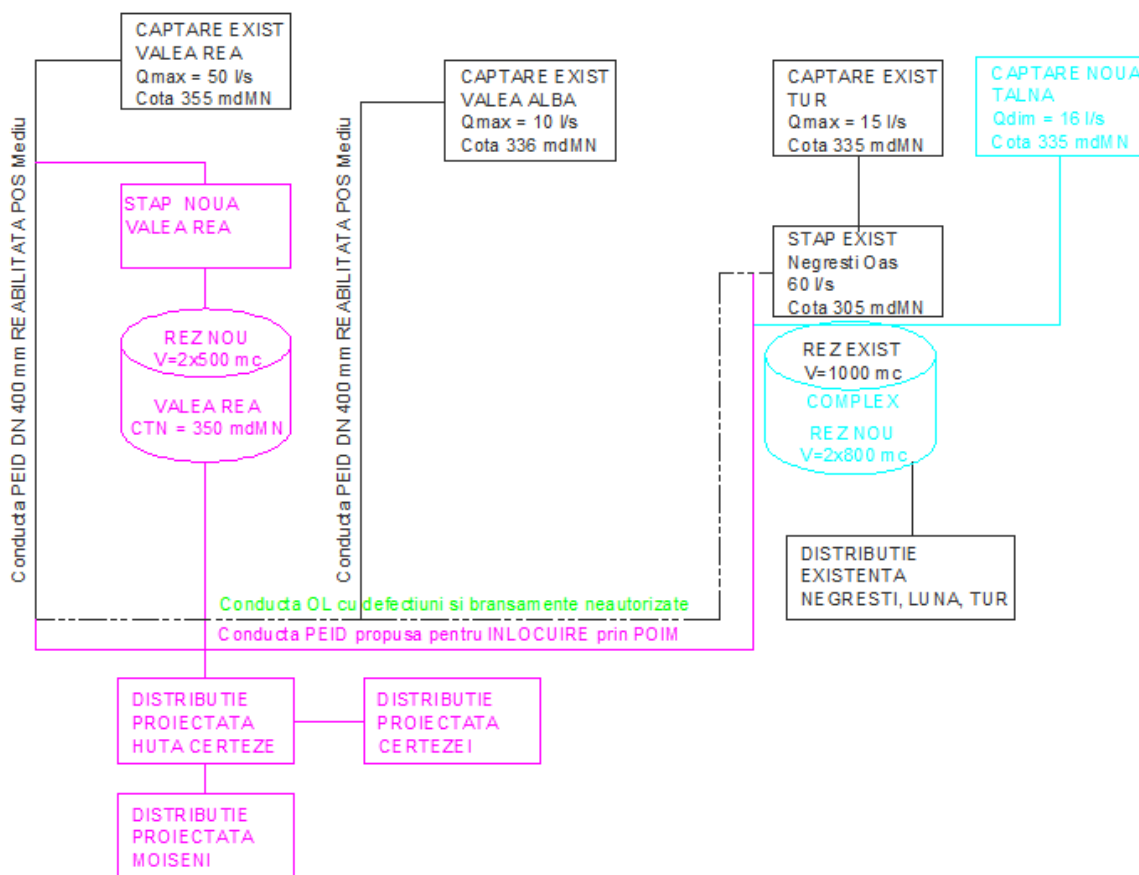 CAPTARE EXIST
VALEA REA
Qmax = 50 l/s
Cota 355 mdMN
CAPTARE EXIST
VALEA ALBA
Qmax = 10 l/s
Cota 336 mdMN
CAPTARE EXIST
TUR
Qmax = 15 l/s
Cota 335 mdMN
CAPTARE NOUA
TALNA
Qdim = 16 l/s
Cota 335 mdMN
Conducta PEID DN 400 mm REABILITATA POS Mediu
Conducta PEID DN 400 mm REABILITATA POS Mediu
STAP NOUA
VALEA REA
STAP EXIST
Negresti Oas
60 l/s
Cota 305 mdMN
REZ NOU
V=2x500 mc
VALEA REA
CTN = 350 mdMN
REZ EXIST
V=1000 mc
COMPLEX
REZ NOU
V=2x800 mc
DISTRIBUTIE
EXISTENTA
NEGRESTI, LUNA, TUR
Conducta OL cu defectiuni si bransamente neautorizate
Conducta PEID propusa pentru INLOCUIRE prin POIM
DISTRIBUTIE
PROIECTATA
HUTA CERTEZE
DISTRIBUTIE
PROIECTATA
CERTEZEI
DISTRIBUTIE
PROIECTATA
MOISENI